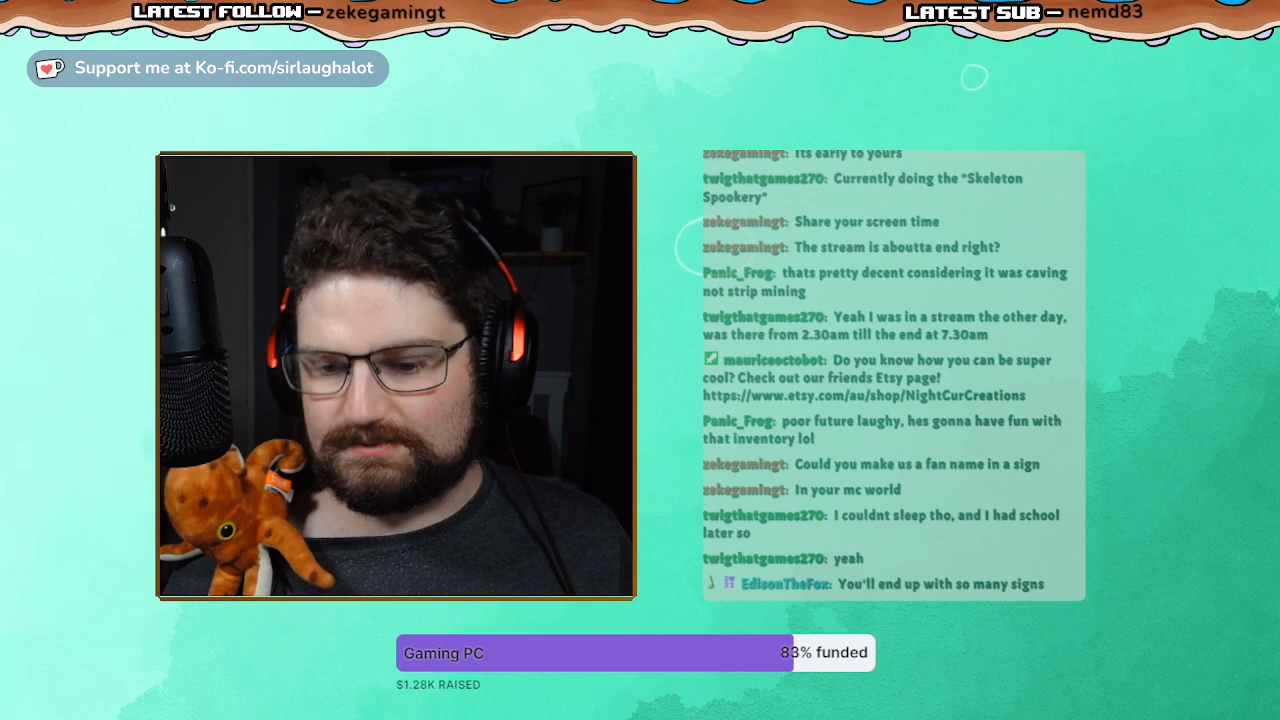 LATEST FOLLOW — zekegamingt
LATEST SUB — nemd83
Support me at Ko-fi.com/sirlaughalot
zekegamingt: Its early to yours
twigthatgames270: Currently doing the "Skeleton
Spookery"
zekegamingt: Share your screen time
zekegamingt: The stream is aboutta end right?
Panic_Frog: thats pretty decent considering it was caving
not strip mining
twigthatgames270: Yeah I was in a stream the other day,
was there from 2.30am till the end at 7.30am
mauriceoctobot: Do you know how you can be super
cool? Check out our friends Etsy page!
https://www.etsy.com/au/shop/NightCurCreations
Panic_Frog: poor future laughy, hes gonna have fun with
that inventory lol
zekegamingt: Could you make us a fan name in a sign
zekegamingt: In your mc world
twigthatgames270: I couldnt sleep tho, and I had school
later so
twigthatgames270: yeah
EdisonTheFox: You'll end up with so many signs
Gaming PC
83% funded
$1.28K RAISED